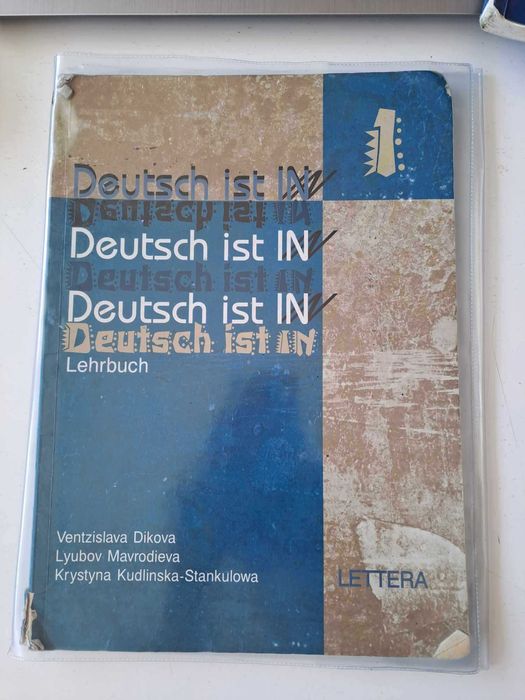 1
Deutsch ist IN
Deutsch ist IN
Deutsch ist IN
Deutsch ist IN
Deutsch ist IN
Deutsch ist IN
Lehrbuch
Ventzislava Dikova
Lyubov Mavrodieva
Krystyna Kudlinska-Stankulowa
LETTERA